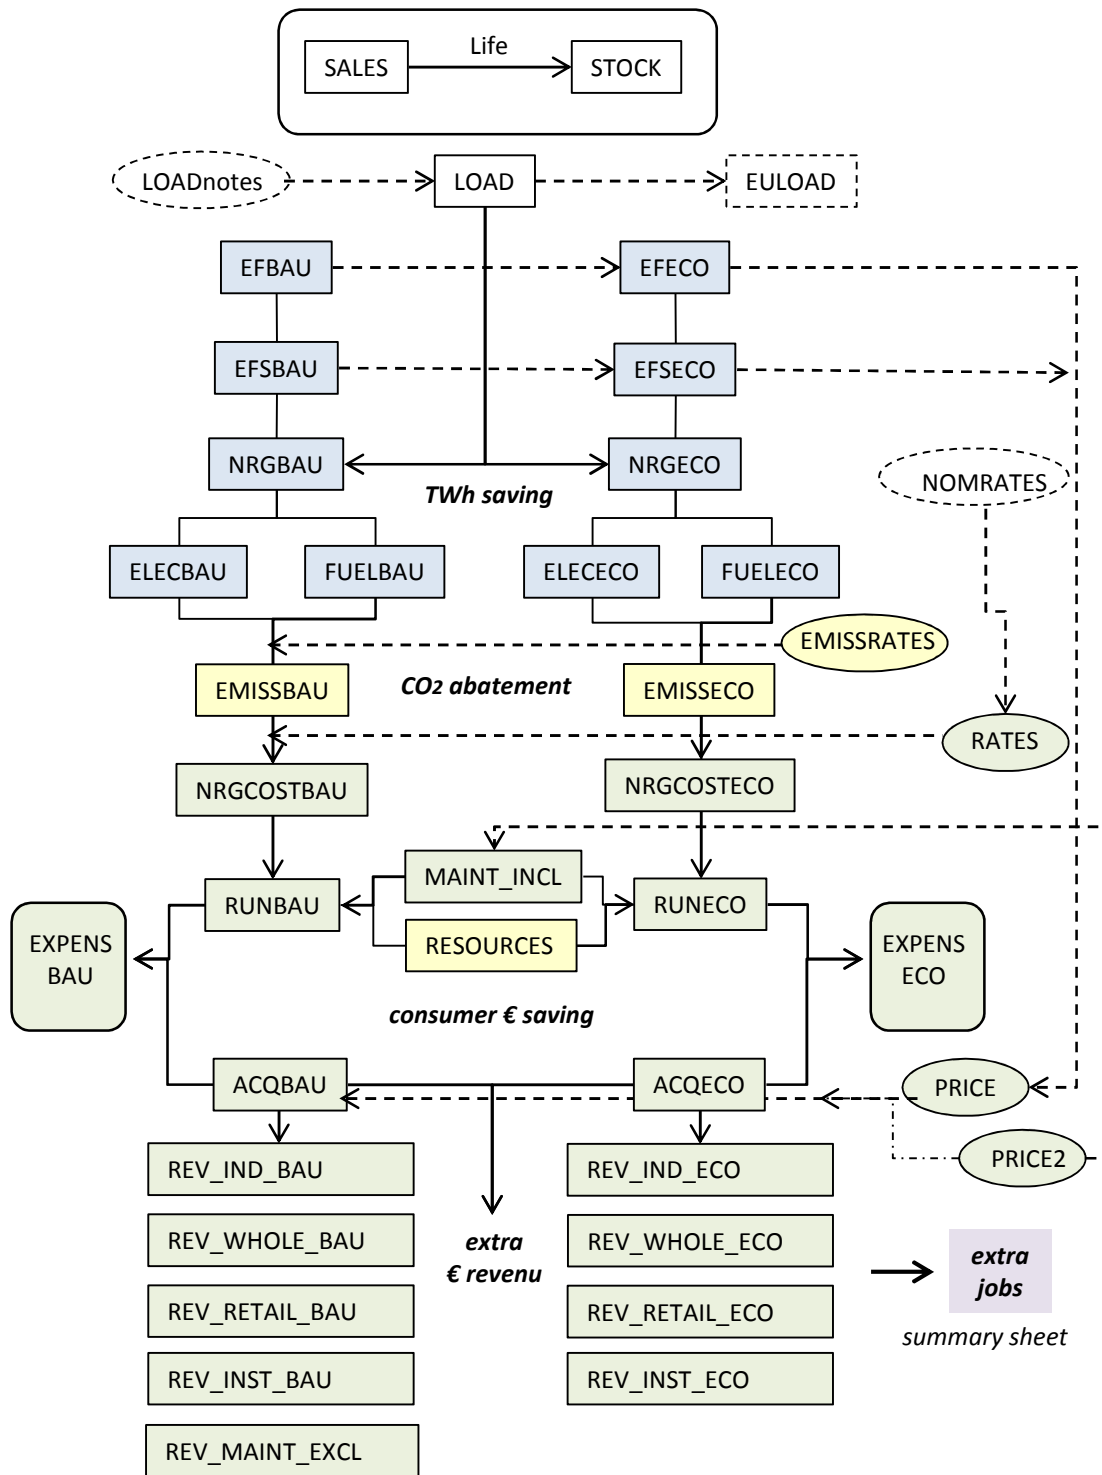 Life
SALES
STOCK
LOADnotes
LOAD
EULOAD
EFBAU
EFECO
EFSBAU
EFSECO
NRGBAU
NRGECO
TWh saving
NOMRATES
ELECBAU
FUELBAU
ELECECO
FUELECO
EMISSRATES
EMISSBAU
CO2 abatement
EMISSECO
RATES
NRGCOSTBAU
NRGCOSTECO
MAINT_INCL
RUNBAU
RUNECO
RESOURCES
EXPENS
BAU
EXPENS
ECO
consumer € saving
ACQBAU
ACQECO
PRICE
PRICE2
REV_IND_BAU
REV_IND_ECO
REV_WHOLE_BAU
extra
€ revenu
REV_WHOLE_ECO
extra
jobs
REV_RETAIL_BAU
REV_RETAIL_ECO
summary sheet
REV_INST_BAU
REV_INST_ECO
REV_MAINT_EXCL